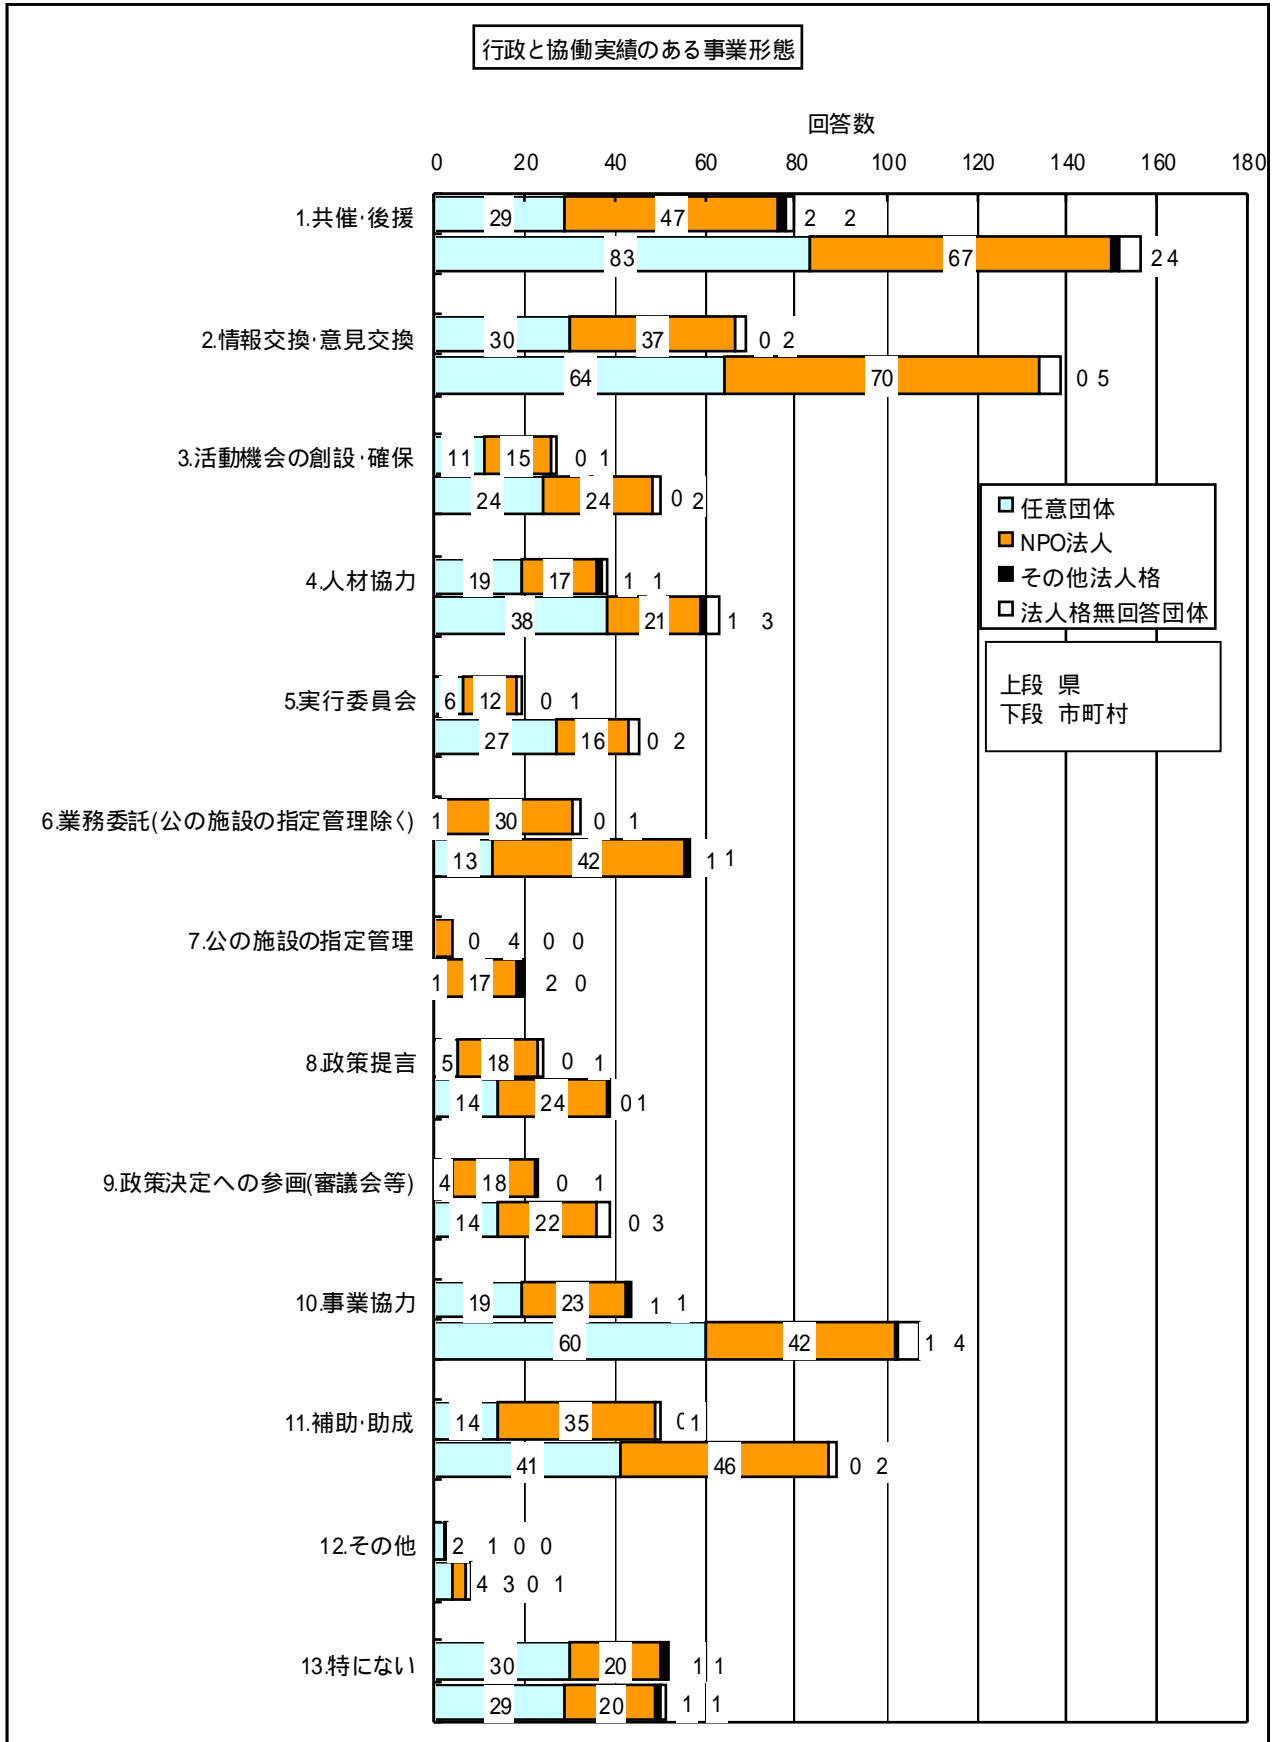 行政と協働実績のある事業形態
回答数
0 20 40 60 80 100 120 140 160 180
1.共催・後援
29 47 2 2
83 67 2 4
2.情報交換・意見交換
30 37 0 2
64 70 0 5
3.活動機会の創設・確保
11 15 0 1
24 24 0 2
任意団体
NPO法人
その他法人格
法人格無回答団体
4.人材協力
19 17 1 1
38 21 1 3
上段 県
下段 市町村
5.実行委員会
6 12 0 1
27 16 0 2
6.業務委託(公の施設の指定管理除く)
1 30 0 1
13 42 1 1
7.公の施設の指定管理
0 4 0 0
1 17 2 0
8.政策提言
5 18 0 1
14 24 0 1
9.政策決定への参画(審議会等)
4 18 0 1
14 22 0 3
10.事業協力
19 23 1 1
60 42 1 4
11.補助・助成
14 35 0 1
41 46 0 2
12.その他
2 1 0 0
4 3 0 1
13.特にない
30 20 1 1
29 20 1 1